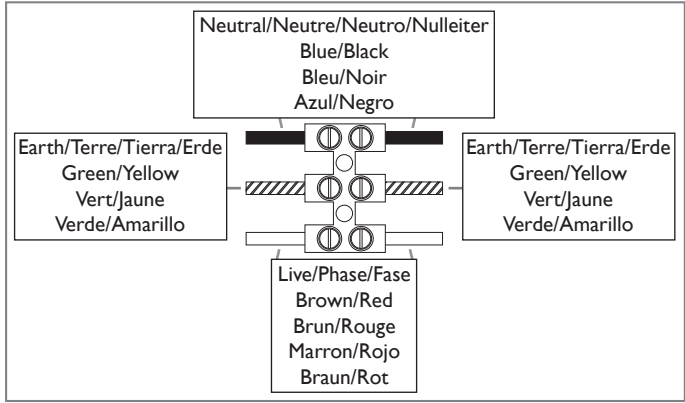 Neutral/Neutre/Neutro/Nulleiter
Blue/Black
Bleu/Noir
Azul/Negro
Earth/Terre/Tierra/Erde
Green/Yellow
Vert/Jaune
Verde/Amarillo
Earth/Terre/Tierra/Erde
Green/Yellow
Vert/Jaune
Verde/Amarillo
Live/Phase/Fase
Brown/Red
Brun/Rouge
Marron/Rojo
Braun/Rot